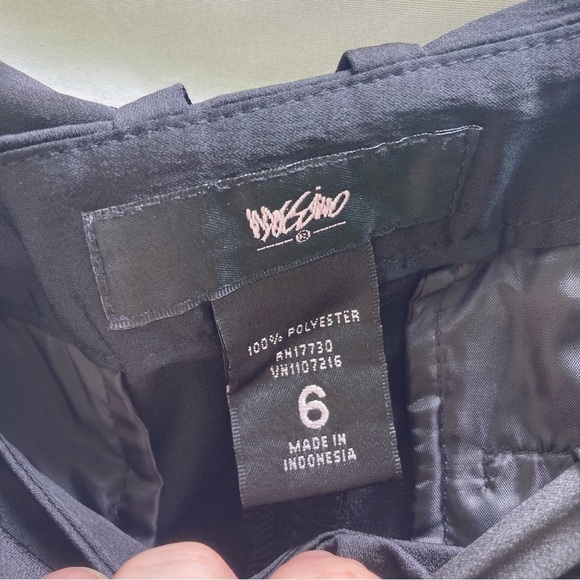 mossimo
100% POLYESTER
RN17730
VN1107216
6
MADE IN
INDONESIA